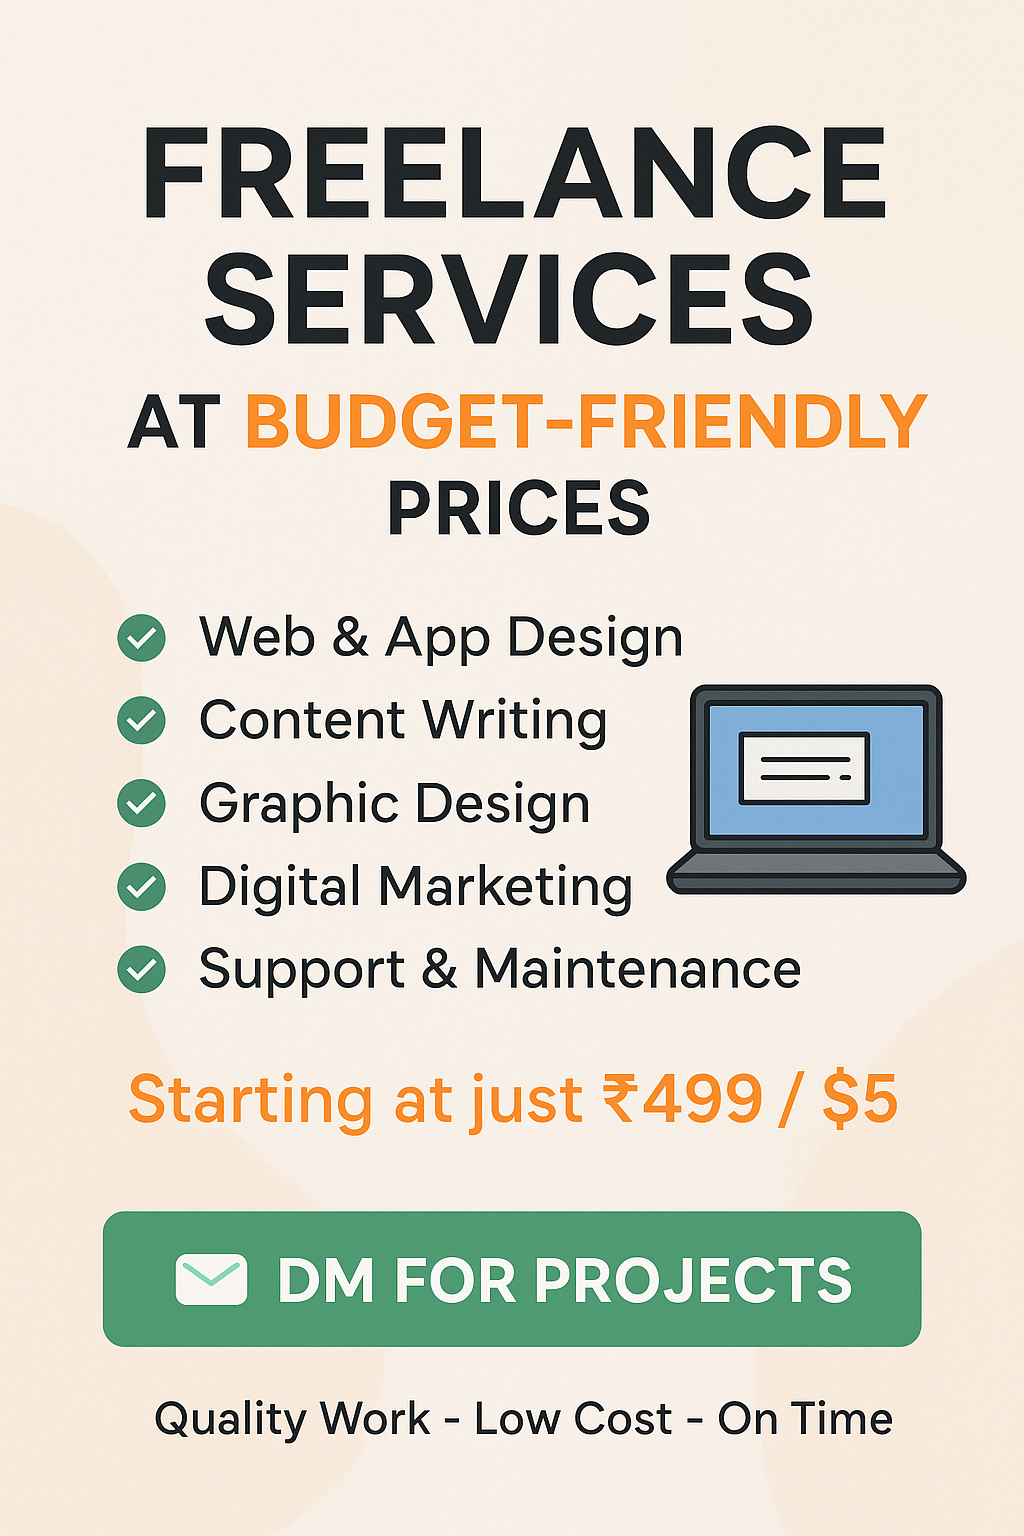 FREELANCE
SERVICES
AT BUDGET-FRIENDLY
PRICES
Web & App Design
Content Writing
Graphic Design
Digital Marketing
Support & Maintenance
Starting at just ₹499 / $5
DM FOR PROJECTS
Quality Work - Low Cost - On Time